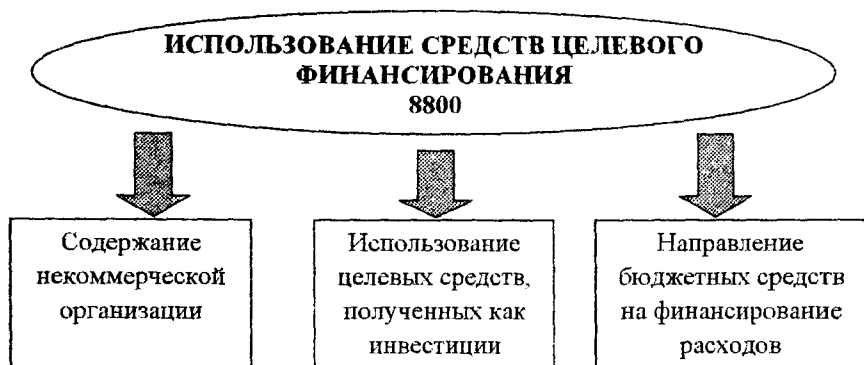 ИСПОЛЬЗОВАНИЕ СРЕДСТВ ЦЕЛЕВОГО
ФИНАНСИРОВАНИЯ
8800
Содержание
некоммерческой
организации
Использование
целевых средств,
полученных как
инвестиции
Направление
бюджетных средств
на финансирование
расходов